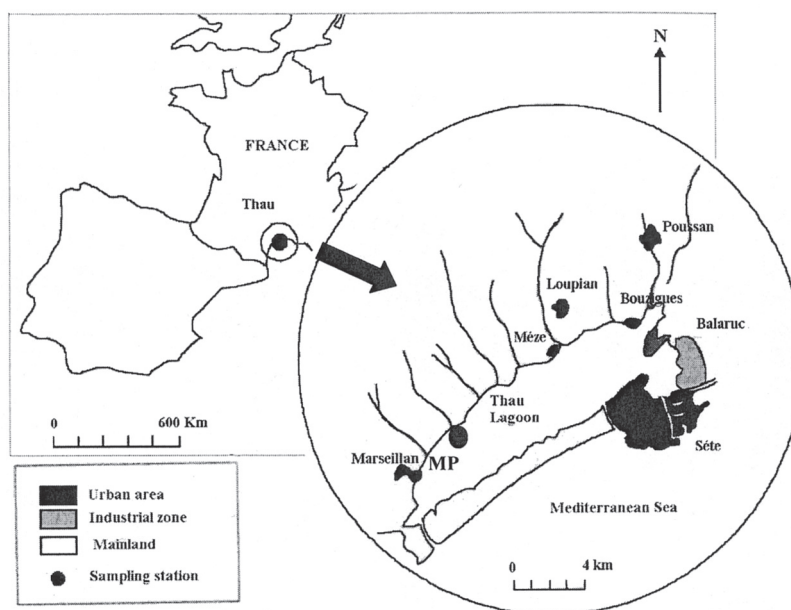 N
FRANCE
Thau
Poussan
Loupian
Bouzigues
Balaruc
Méze
Thau
Lagoon
Marseillan
MP
Séte
Mediterranean Sea
0 600 Km
0 4 km
Urban area
Industrial zone
Mainland
Sampling station